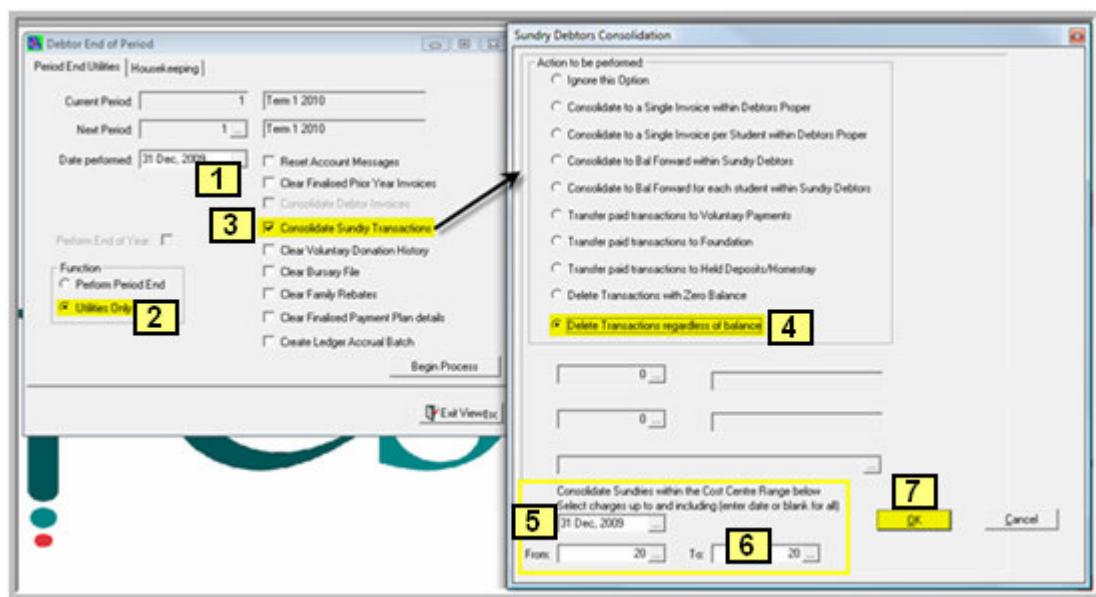 Debtor End of Period
Period End Utilities Housekeeping
Current Period: 1 Term 1 2010
Next Period: 1 ... Term 1 2010
Date performed: 31 Dec, 2009
1
Reset Account Messages
Clear Finalised Prior Year Invoices
Consolidate Debtor Invoices
3
Consolidate Sundry Transactions
Perform End of Year:
Clear Voluntary Donation History
Function
Clear Bursary File
Perform Period End
Clear Family Rebates
Utilities Only
2
Clear Finalised Payment Plan details
Create Ledger Accrual Batch
Begin Process
Exit View Esc
Sundry Debtors Consolidation
Action to be performed:
Ignore this Option
Consolidate to a Single Invoice within Debtors Proper
Consolidate to a Single Invoice per Student within Debtors Proper
Consolidate to Bal Forward within Sundry Debtors
Consolidate to Bal Forward for each student within Sundry Debtors
Transfer paid transactions to Voluntary Payments
Transfer paid transactions to Foundation
Transfer paid transactions to Held Deposits/Homestay
Delete Transactions with Zero Balance
Delete Transactions regardless of balance
4
0 ...
0 ...
...
Consolidate Sundries within the Cost Centre Range below
Select charges up to and including (enter date or blank for all)
5
31 Dec, 2009 ...
From: 20 ... To: 20 ...
6
7
OK
Cancel